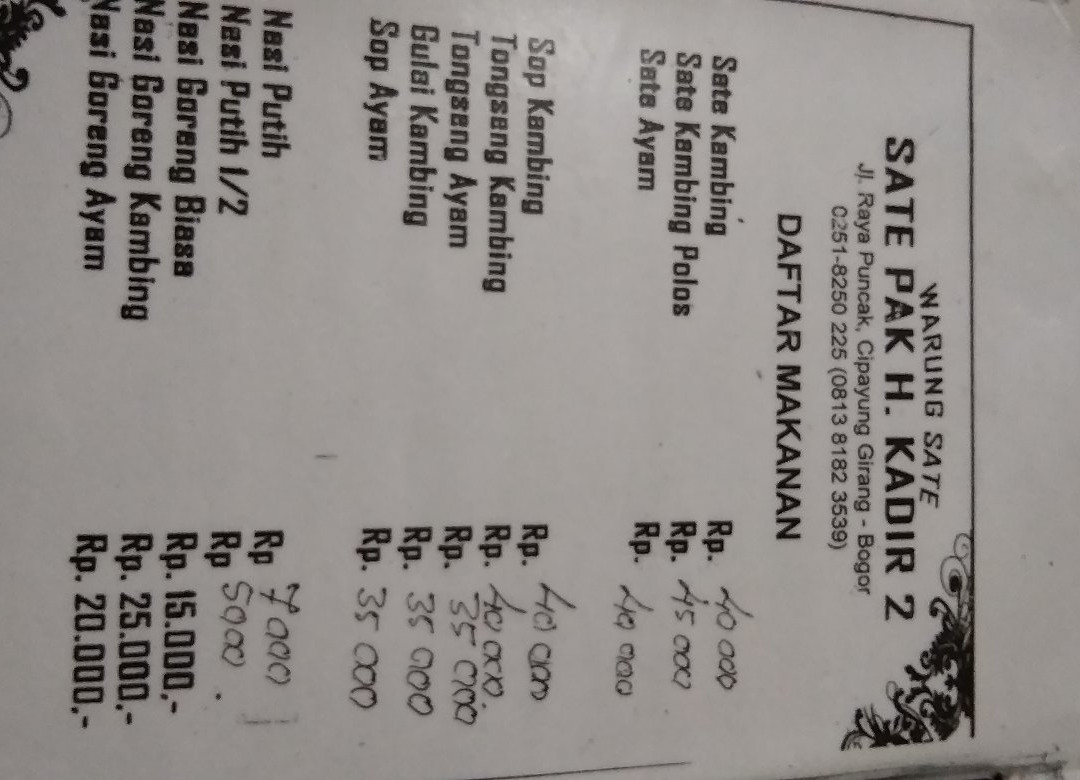 WARUNG SATE
SATE PAK H. KADIR 2
Jl. Raya Puncak, Cipayung Girang - Bogor
0251-8250 225 (0813 8182 3539)
DAFTAR MAKANAN
Sate Kambing Rp. 40 000
Sate Kambing Polos Rp. 45 000
Sate Ayam Rp. 40 000
Sop Kambing Rp. 40 000
Tongseng Kambing Rp. 40 000.
Tongseng Ayam Rp. 35 000
Gulai Kambing Rp. 35 000
Sop Ayam Rp. 35 000
Nasi Putih Rp 7000
Nasi Putih 1/2 Rp 5000.
Nasi Goreng Biasa Rp. 15.000,-
Nasi Goreng Kambing Rp. 25.000,-
Nasi Goreng Ayam Rp. 20.000,-